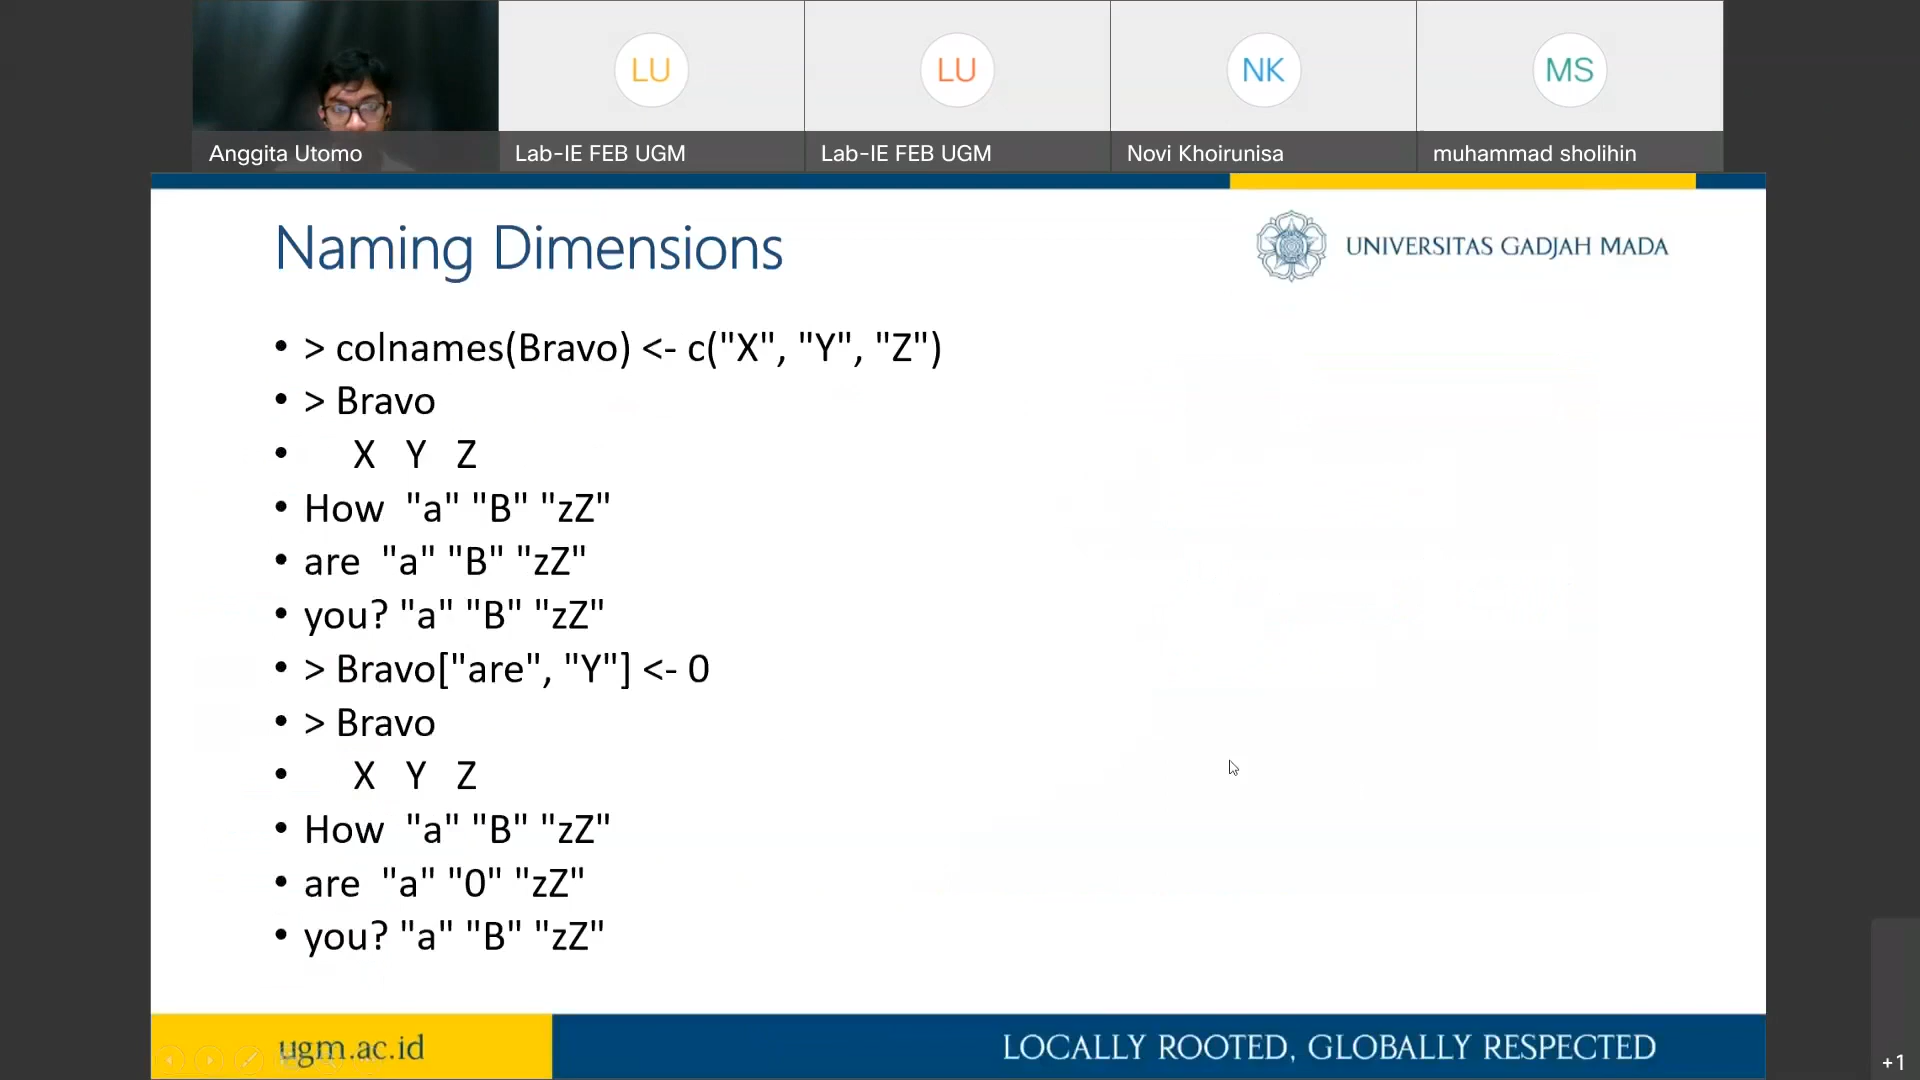 LU
LU
NK
MS
Anggita Utomo
Lab-IE FEB UGM
Lab-IE FEB UGM
Novi Khoirunisa
muhammad sholihin
Naming Dimensions
UNIVERSITAS GADJAH MADA
• > colnames(Bravo) <- c("X", "Y", "Z")
• > Bravo
• X Y Z
• How "a" "B" "zZ"
• are "a" "B" "zZ"
• you? "a" "B" "zZ"
• > Bravo["are", "Y"] <- 0
• > Bravo
• X Y Z
• How "a" "B" "zZ"
• are "a" "0" "zZ"
• you? "a" "B" "zZ"
ugm.ac.id
LOCALLY ROOTED, GLOBALLY RESPECTED
+1